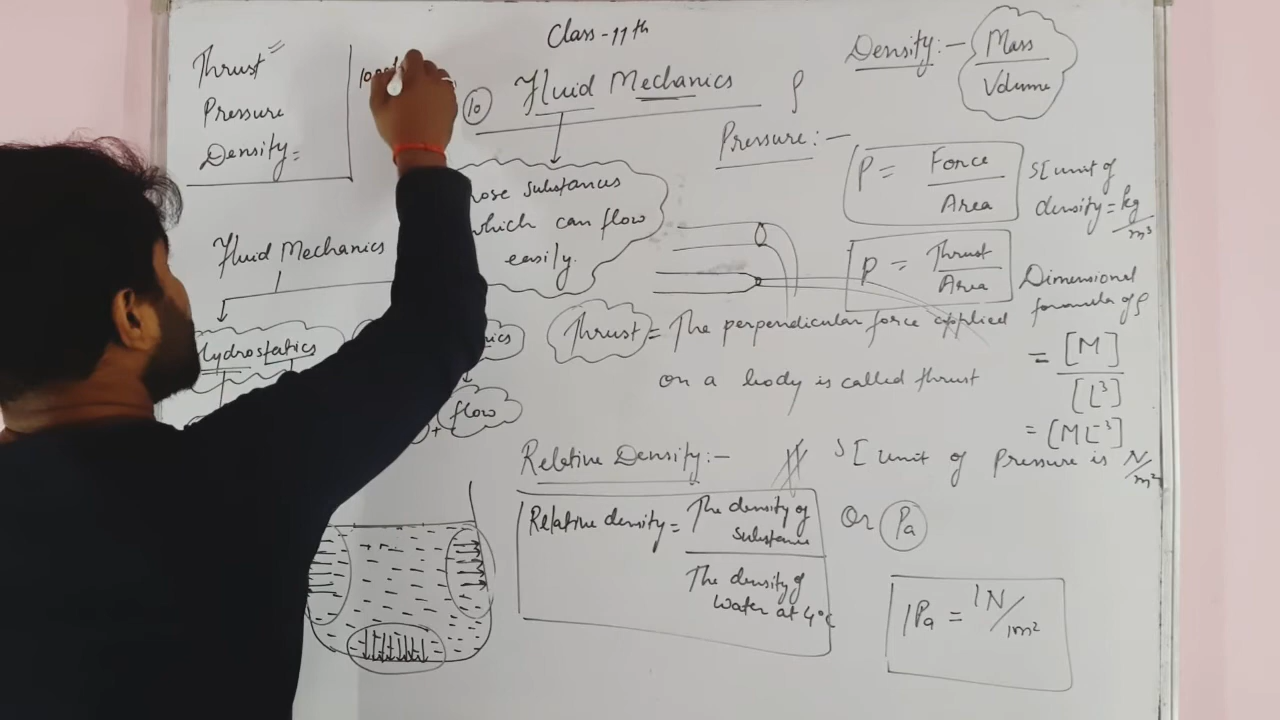 Class-11th
Thrust
Pressure
Density
10
Fluid Mechanics
ρ
Density:- Mass
Volume
Pressure:-
P = Force
Area
P = Thrust
Area
SI unit of
density = kg/m³
Dimensional
formula of ρ
= [M]
[L³]
= [ML⁻³]
substances
which can flow
easily.
Fluid Mechanics
Hydrostatics
+ flow
Thrust = The perpendicular force applied
on a body is called thrust
Relative Density:-
Relative density = The density of
substance
The density of
water at 4°C
SI unit of pressure is N/m²
Or Pa
1Pa = 1N/1m²